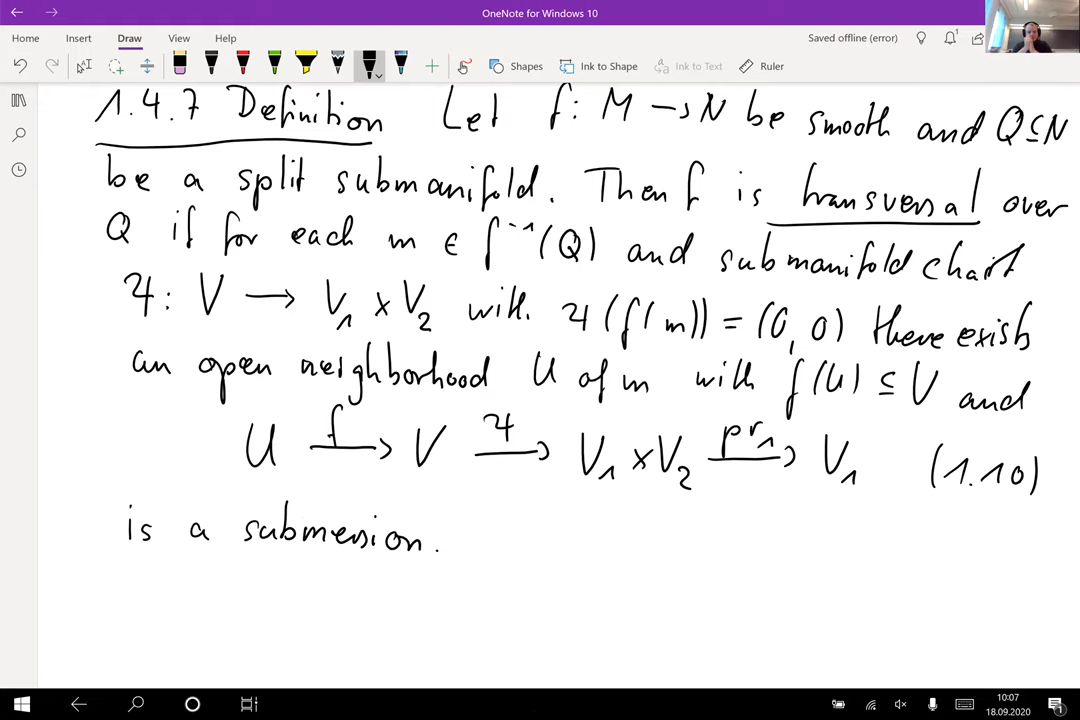 OneNote for Windows 10
Home Insert Draw View Help Saved offline (error)
Shapes Ink to Shape Ink to Text Ruler
1.4.7 Definition Let f: M → N be smooth and Q ⊆ N
be a split submanifold. Then f is transversal over
Q if for each m ∈ f⁻¹(Q) and submanifold chart
ψ: V → V₁ × V₂ with ψ(f(m)) = (0,0) there exists
an open neighborhood U of m with f(U) ⊆ V and
U —f→ V —ψ→ V₁ × V₂ —pr₁→ V₁ (1.10)
is a submersion.
10:07
18.09.2020